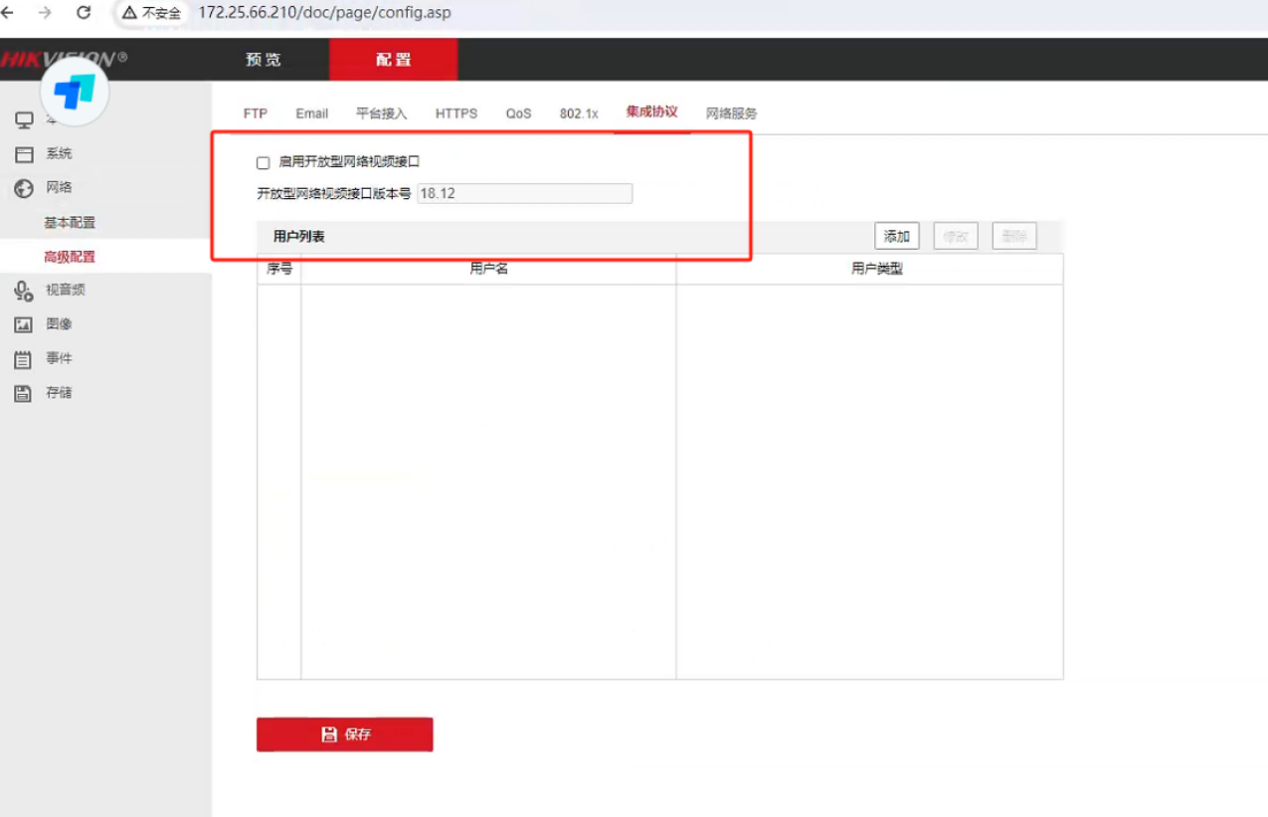 不安全 172.25.66.210/doc/page/config.asp
HIKVISION® 预览 配置
FTP Email 平台接入 HTTPS QoS 802.1x 集成协议 网络服务
系统
网络
基本配置
高级配置
视音频
图像
事件
存储
启用开放型网络视频接口
开放型网络视频接口版本号 18.12
用户列表 添加 修改 删除
序号 用户名 用户类型
保存